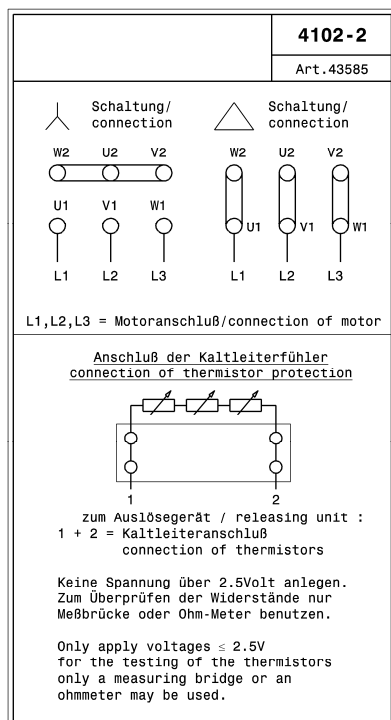 4102-2
Art.43585
Schaltung/ Schaltung/
connection connection
W2 U2 V2 W2 U2 V2
U1 V1 W1 U1 V1 W1
L1 L2 L3 L1 L2 L3
L1,L2,L3 = Motoranschluß/connection of motor
Anschluß der Kaltleiterfühler
connection of thermistor protection
1 2
zum Auslösegerät / releasing unit :
1 + 2 = Kaltleiteranschluß
connection of thermistors
Keine Spannung über 2.5Volt anlegen.
Zum Überprüfen der Widerstände nur
Meßbrücke oder Ohm-Meter benutzen.
Only apply voltages ≤ 2.5V
for the testing of the thermistors
only a measuring bridge or an
ohmmeter may be used.